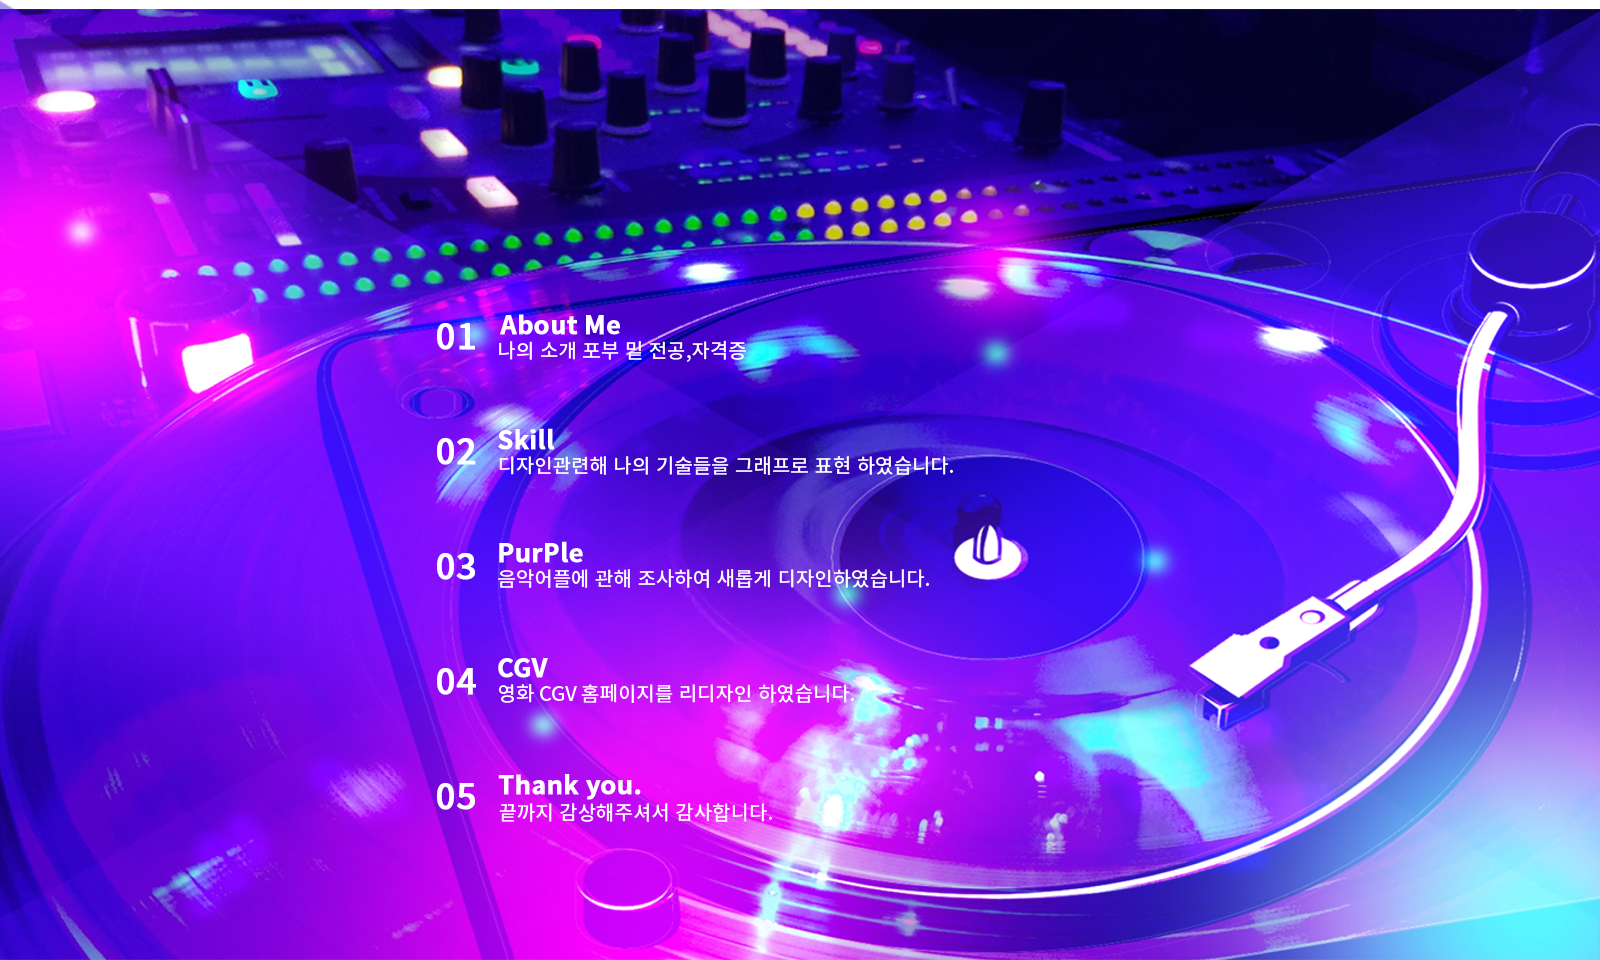 01 About Me
나의 소개 포부 밑 전공,자격증
02 Skill
디자인관련해 나의 기술들을 그래프로 표현 하였습니다.
03 PurPle
음악어플에 관해 조사하여 새롭게 디자인하였습니다.
04 CGV
영화 CGV 홈페이지를 리디자인 하였습니다.
05 Thank you.
끝까지 감상해주셔서 감사합니다.